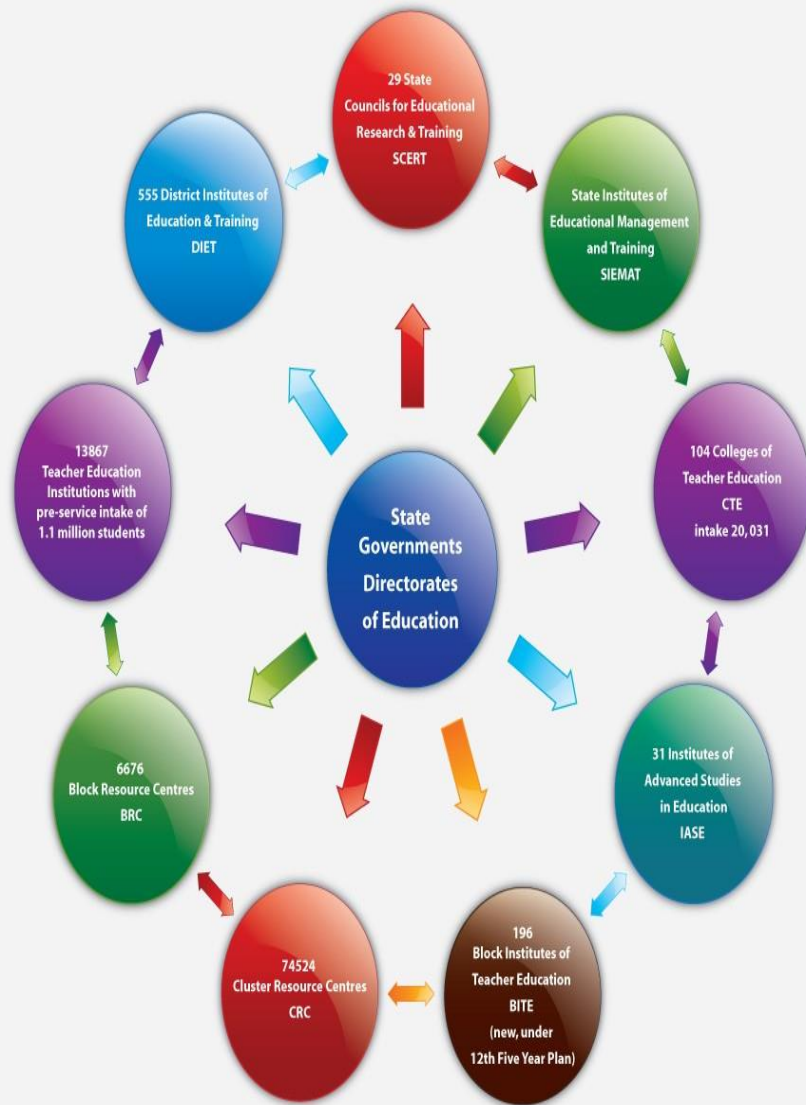 29 State
Councils for Educational
Research & Training
SCERT
State Institutes of
Educational Management
and Training
SIEMAT
104 Colleges of
Teacher Education
CTE
intake 20,031
31 Institutes of
Advanced Studies
in Education
IASE
196
Block Institutes of
Teacher Education
BITE
(new, under
12th Five Year Plan)
74524
Cluster Resource Centres
CRC
6676
Block Resource Centres
BRC
13867
Teacher Education
Institutions with
pre-service intake of
1.1 million students
555 District Institutes of
Education & Training
DIET
State
Governments
Directorates
of Education